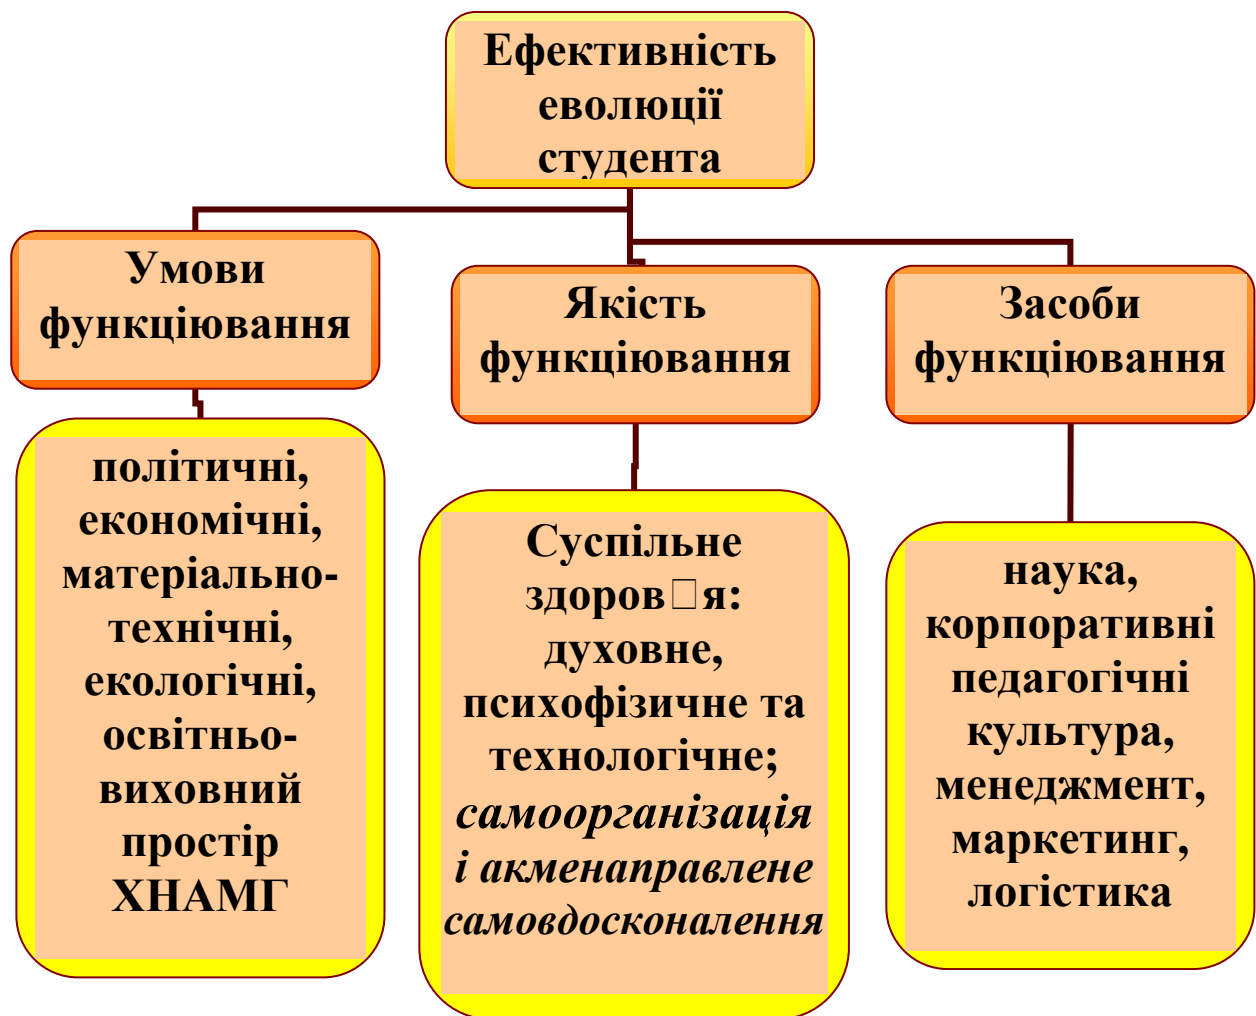 Ефективність
еволюції
студента
Умови
функціювання
Якість
функціювання
Засоби
функціювання
політичні,
економічні,
матеріально-
технічні,
екологічні,
освітньо-
виховний
простір
ХНАМГ
Суспільне
здоров□я:
духовне,
психофізичне та
технологічне;
самоорганізація
і акменаправлене
самовдосконалення
наука,
корпоративні
педагогічні
культура,
менеджмент,
маркетинг,
логістика